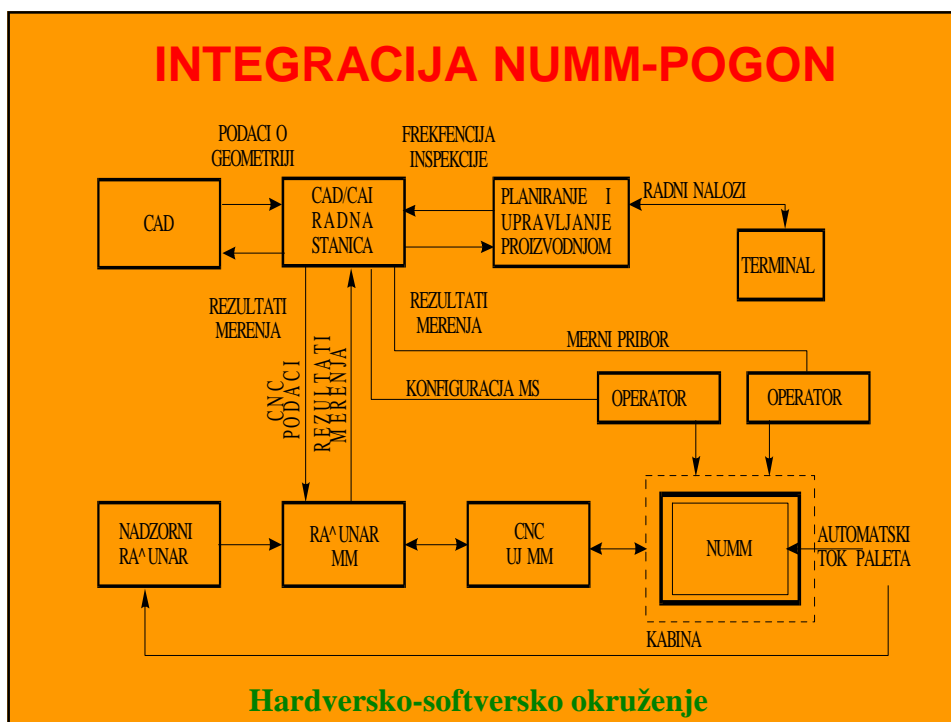 INTEGRACIJA NUMM-POGON
PODACI O
GEOMETRIJI
FREKFENCIJA
INSPEKCIJE
CAD
CAD/CAI
RADNA
STANICA
PLANIRANJE I
UPRAVLJANJE
PROIZVODNJOM
RADNI NALOZI
TERMINAL
REZULTATI
MERENJA
REZULTATI
MERENJA
CNC
PODACI
REZULTATI
MERENJA
MERNI PRIBOR
KONFIGURACJA MS
OPERATOR
OPERATOR
NADZORNI
RA^UNAR
RA^UNAR
MM
CNC
UJ MM
NUMM
AUTOMATSKI
TOK PALETA
KABINA
Hardversko-softversko okruženje